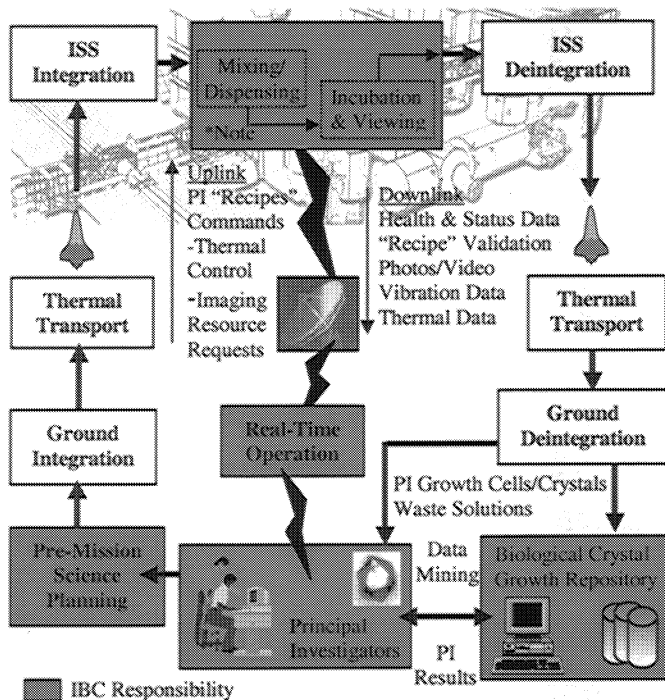 ISS
Integration
Mixing/
Dispensing
*Note
Incubation
& Viewing
ISS
Deintegration
Uplink
PI “Recipes”
Commands
-Thermal
Control
-Imaging
Resource
Requests
Downlink
Health & Status Data
“Recipe” Validation
Photos/Video
Vibration Data
Thermal Data
Thermal
Transport
Thermal
Transport
Ground
Integration
Real-Time
Operation
Ground
Deintegration
PI Growth Cells/Crystals
Waste Solutions
Pre-Mission
Science
Planning
Principal
Investigators
Data
Mining
PI
Results
Biological Crystal
Growth Repository
IBC Responsibility